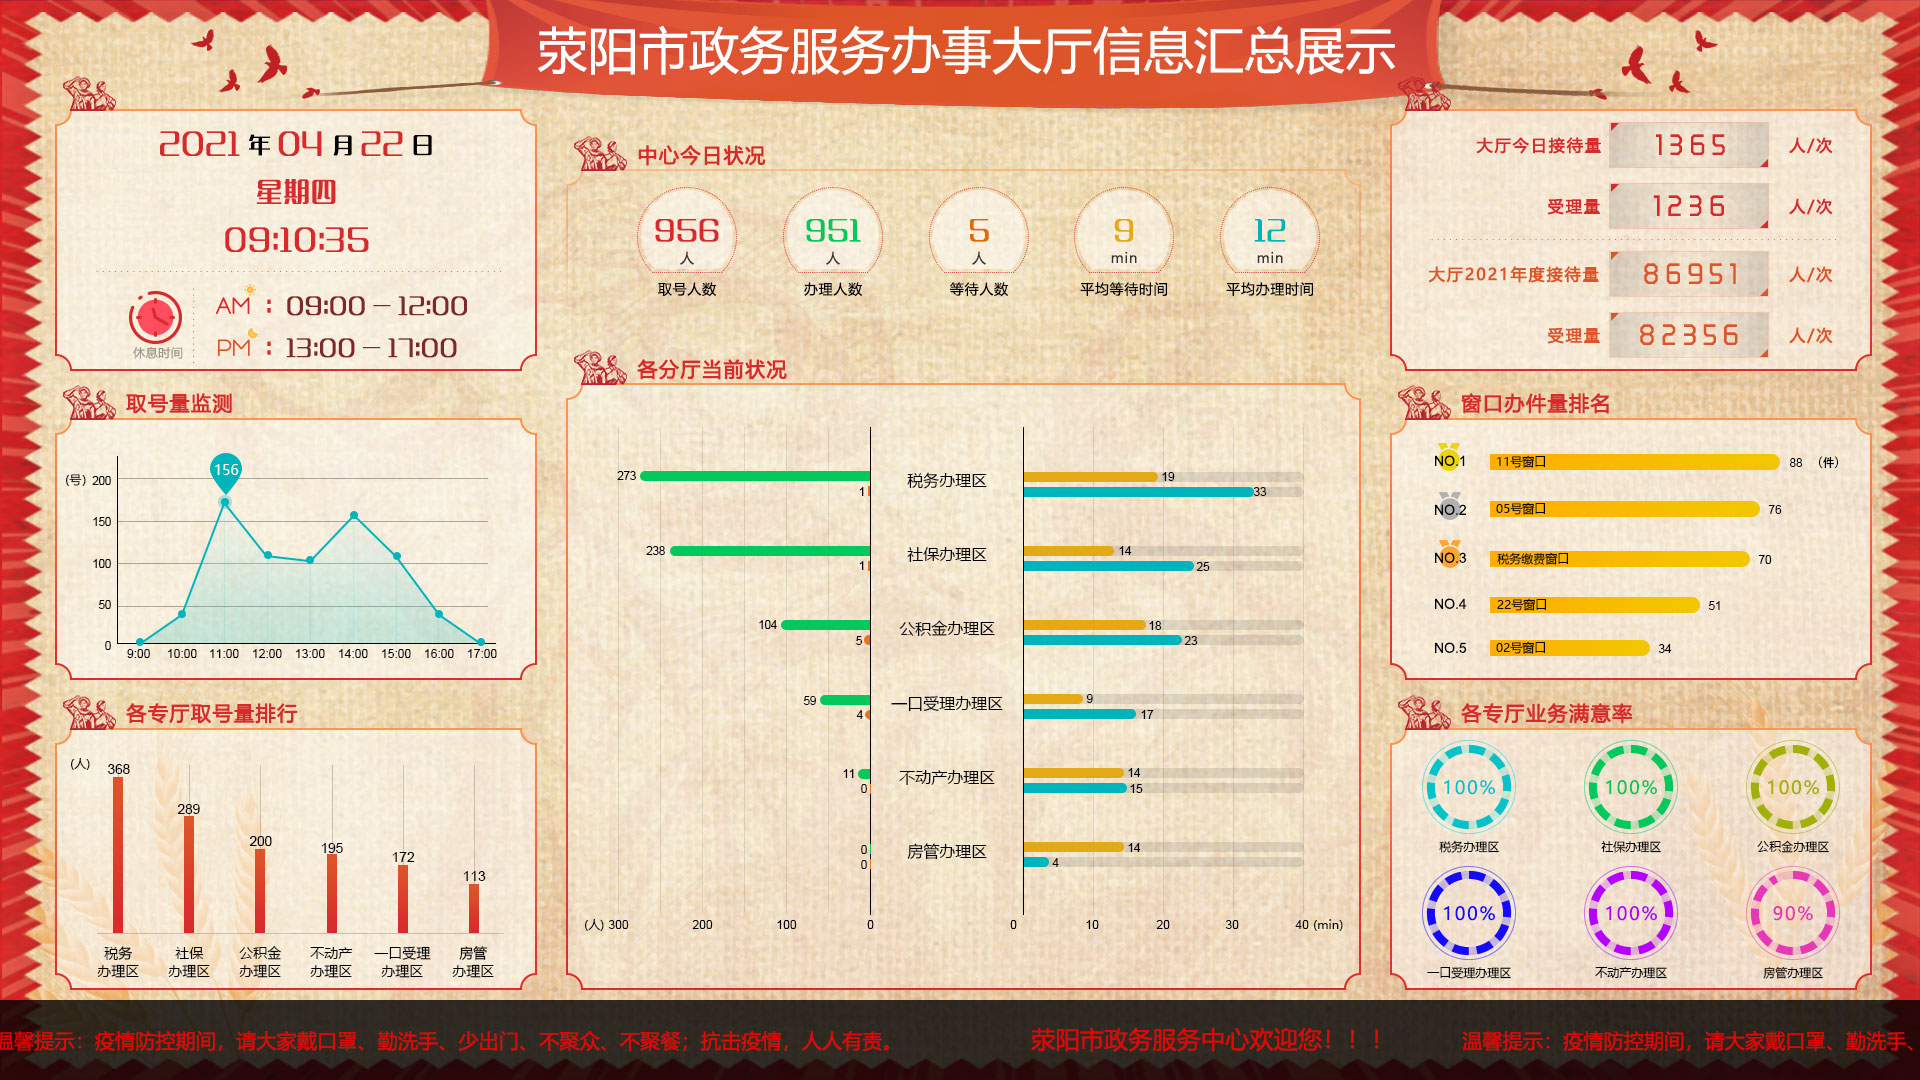 荥阳市政务服务办事大厅信息汇总展示
2021 年 04 月 22 日
星期四
09:10:35
AM : 09:00 — 12:00
PM : 13:00 — 17:00
休息时间
取号量监测
(号)
200
150
100
50
0
156
9:00 10:00 11:00 12:00 13:00 14:00 15:00 16:00 17:00
各专厅取号量排行
(人)
368 289 200 195 172 113
税务办理区
社保办理区
公积金办理区
不动产办理区
一口受理办理区
房管办理区
中心今日状况
956 人 取号人数
951 人 办理人数
5 人 等待人数
9 min 平均等待时间
12 min 平均办理时间
各分厅当前状况
273 1 税务办理区 19 33
238 1 社保办理区 14 25
104 5 公积金办理区 18 23
59 4 一口受理办理区 9 17
11 0 不动产办理区 14 15
0 0 房管办理区 14 4
(人) 300 200 100 0 0 10 20 30 40 (min)
大厅今日接待量 1365 人/次
受理量 1236 人/次
大厅2021年度接待量 86951 人/次
受理量 82356 人/次
窗口办件量排名
NO.1 11号窗口 88 (件)
NO.2 05号窗口 76
NO.3 税务缴费窗口 70
NO.4 22号窗口 51
NO.5 02号窗口 34
各专厅业务满意率
100% 100% 100%
税务办理区 社保办理区 公积金办理区
100% 100% 90%
一口受理办理区 不动产办理区 房管办理区
温馨提示：疫情防控期间，请大家戴口罩、勤洗手、少出门、不聚众、不聚餐；抗击疫情，人人有责。 荥阳市政务服务中心欢迎您！！！ 温馨提示：疫情防控期间，请大家戴口罩、勤洗手、